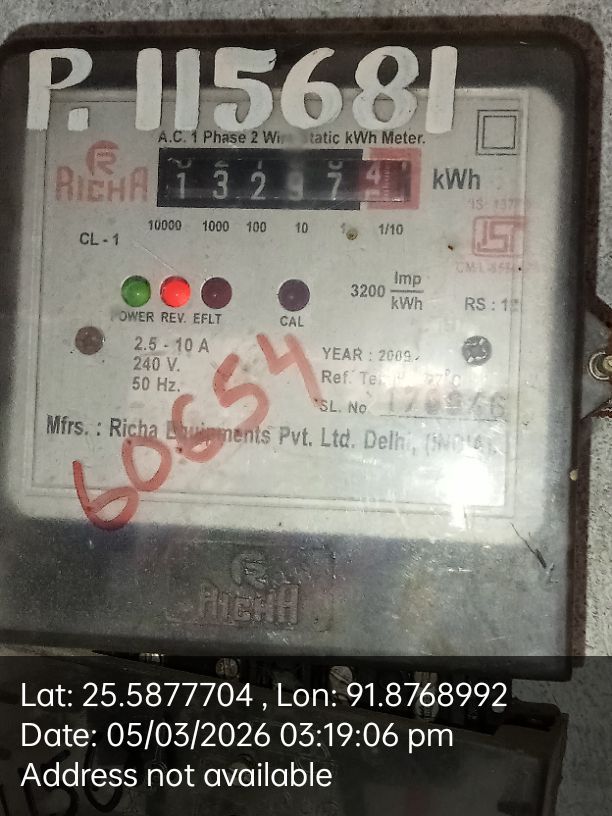 P. 115681
A.C. 1 Phase 2 Wire Static kWh Meter.
RICHA
1 3 2 9 7 4 kWh
10000 1000 100 10 1 1/10
CL - 1
3200 Imp/kWh
POWER REV. EFLT CAL
RS : 1
2.5 - 10 A
240 V.
50 Hz.
YEAR : 2009
Ref. Te
SL. No
60654
Mfrs. : Richa Equipments Pvt. Ltd. Delhi, (INDIA).
RICHA
Lat: 25.5877704 , Lon: 91.8768992
Date: 05/03/2026 03:19:06 pm
Address not available